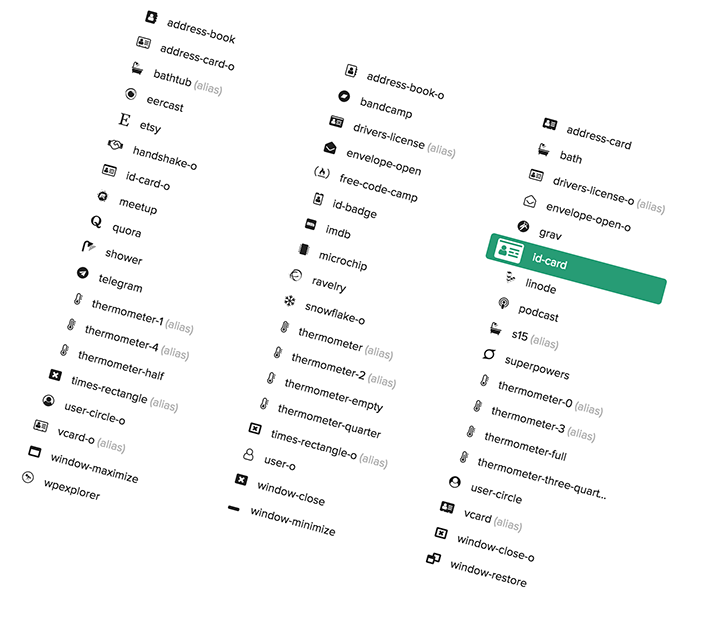 address-book
address-card-o
bathtub (alias)
eercast
etsy
handshake-o
id-card-o
meetup
quora
shower
telegram
thermometer-1 (alias)
thermometer-4 (alias)
thermometer-half
times-rectangle (alias)
user-circle-o
vcard-o (alias)
window-maximize
wpexplorer
address-book-o
bandcamp
drivers-license (alias)
envelope-open
free-code-camp
id-badge
imdb
microchip
ravelry
snowflake-o
thermometer (alias)
thermometer-2 (alias)
thermometer-empty
thermometer-quarter
times-rectangle-o (alias)
user-o
window-close
window-minimize
address-card
bath
drivers-license-o (alias)
envelope-open-o
grav
id-card
linode
podcast
s15 (alias)
superpowers
thermometer-0 (alias)
thermometer-3 (alias)
thermometer-full
thermometer-three-quart...
user-circle
vcard (alias)
window-close-o
window-restore